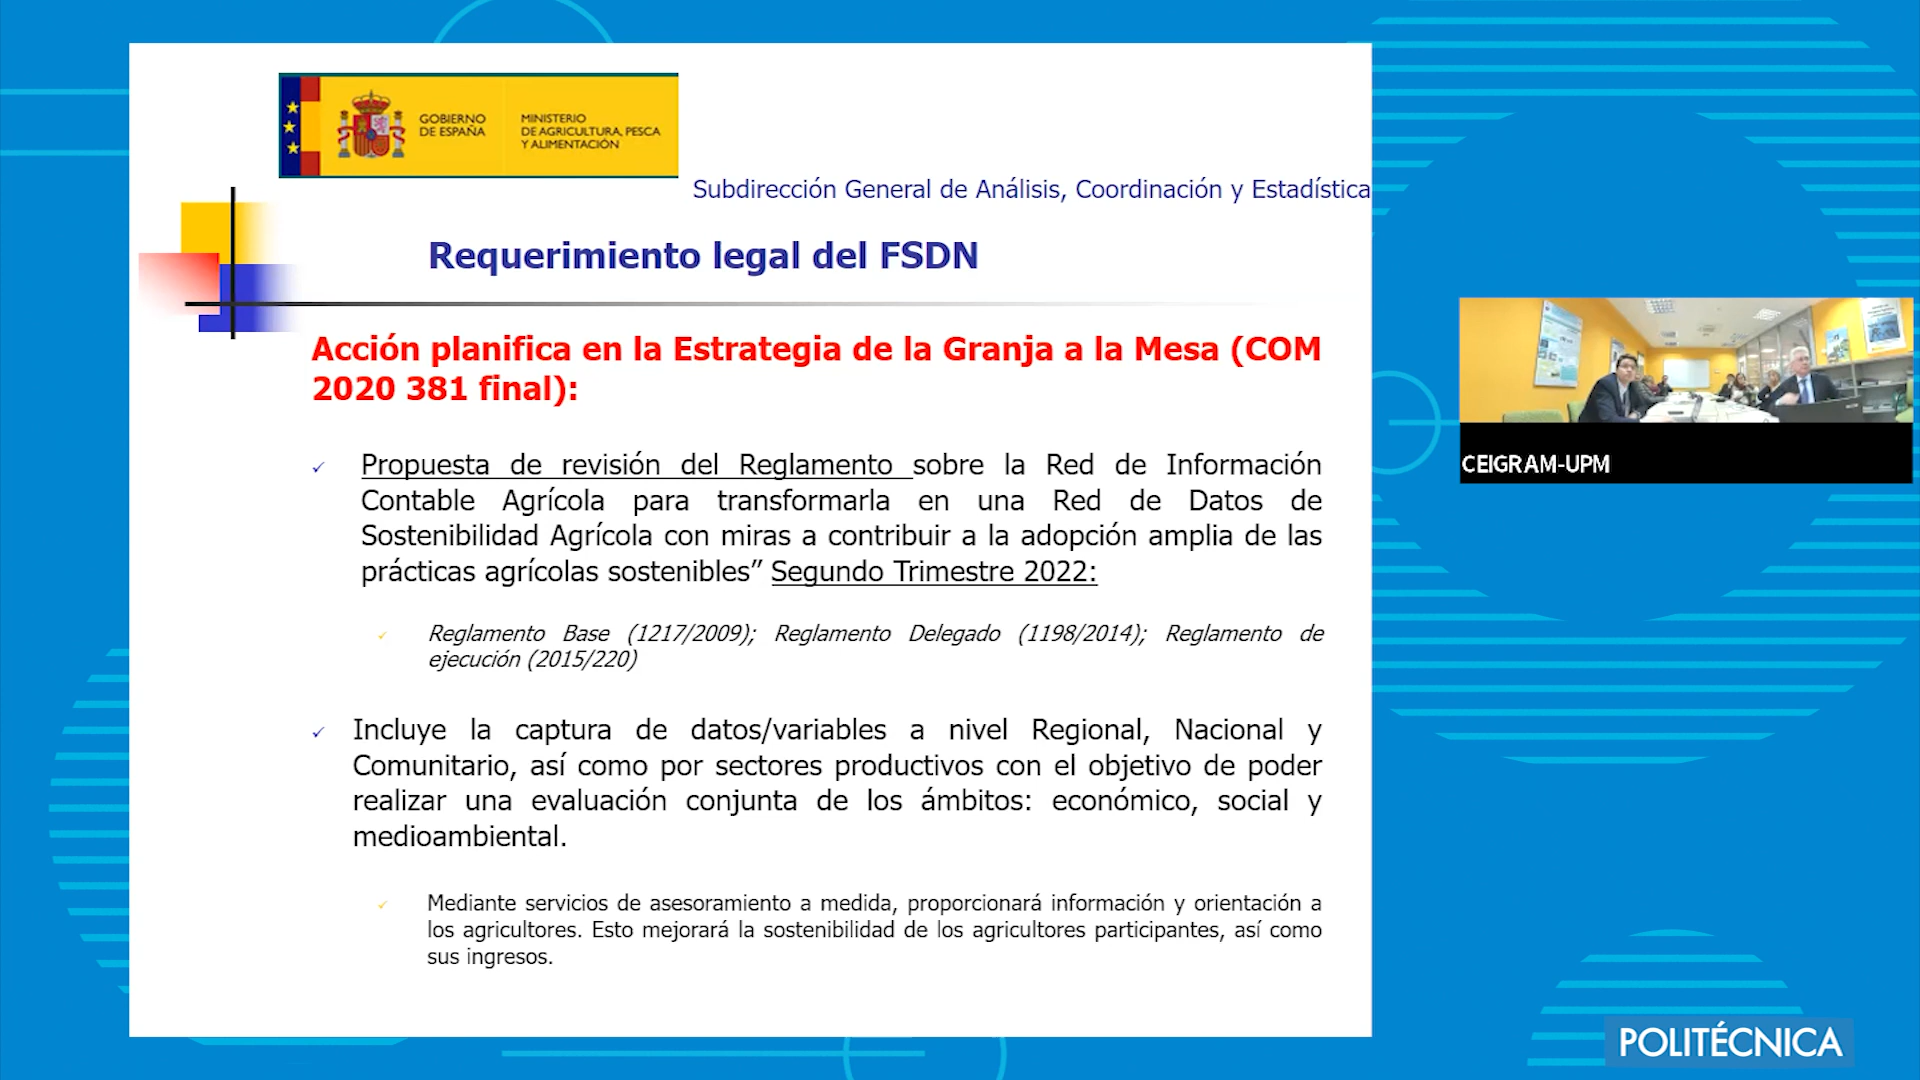 GOBIERNO
DE ESPAÑA
MINISTERIO
DE AGRICULTURA, PESCA
Y ALIMENTACIÓN
Subdirección General de Análisis, Coordinación y Estadística
Requerimiento legal del FSDN
Acción planifica en la Estrategia de la Granja a la Mesa (COM
2020 381 final):
Propuesta de revisión del Reglamento sobre la Red de Información
Contable Agrícola para transformarla en una Red de Datos de
Sostenibilidad Agrícola con miras a contribuir a la adopción amplia de las
prácticas agrícolas sostenibles” Segundo Trimestre 2022:
Reglamento Base (1217/2009); Reglamento Delegado (1198/2014); Reglamento de
ejecución (2015/220)
Incluye la captura de datos/variables a nivel Regional, Nacional y
Comunitario, así como por sectores productivos con el objetivo de poder
realizar una evaluación conjunta de los ámbitos: económico, social y
medioambiental.
Mediante servicios de asesoramiento a medida, proporcionará información y orientación a
los agricultores. Esto mejorará la sostenibilidad de los agricultores participantes, así como
sus ingresos.
CEIGRAM-UPM
POLITÉCNICA